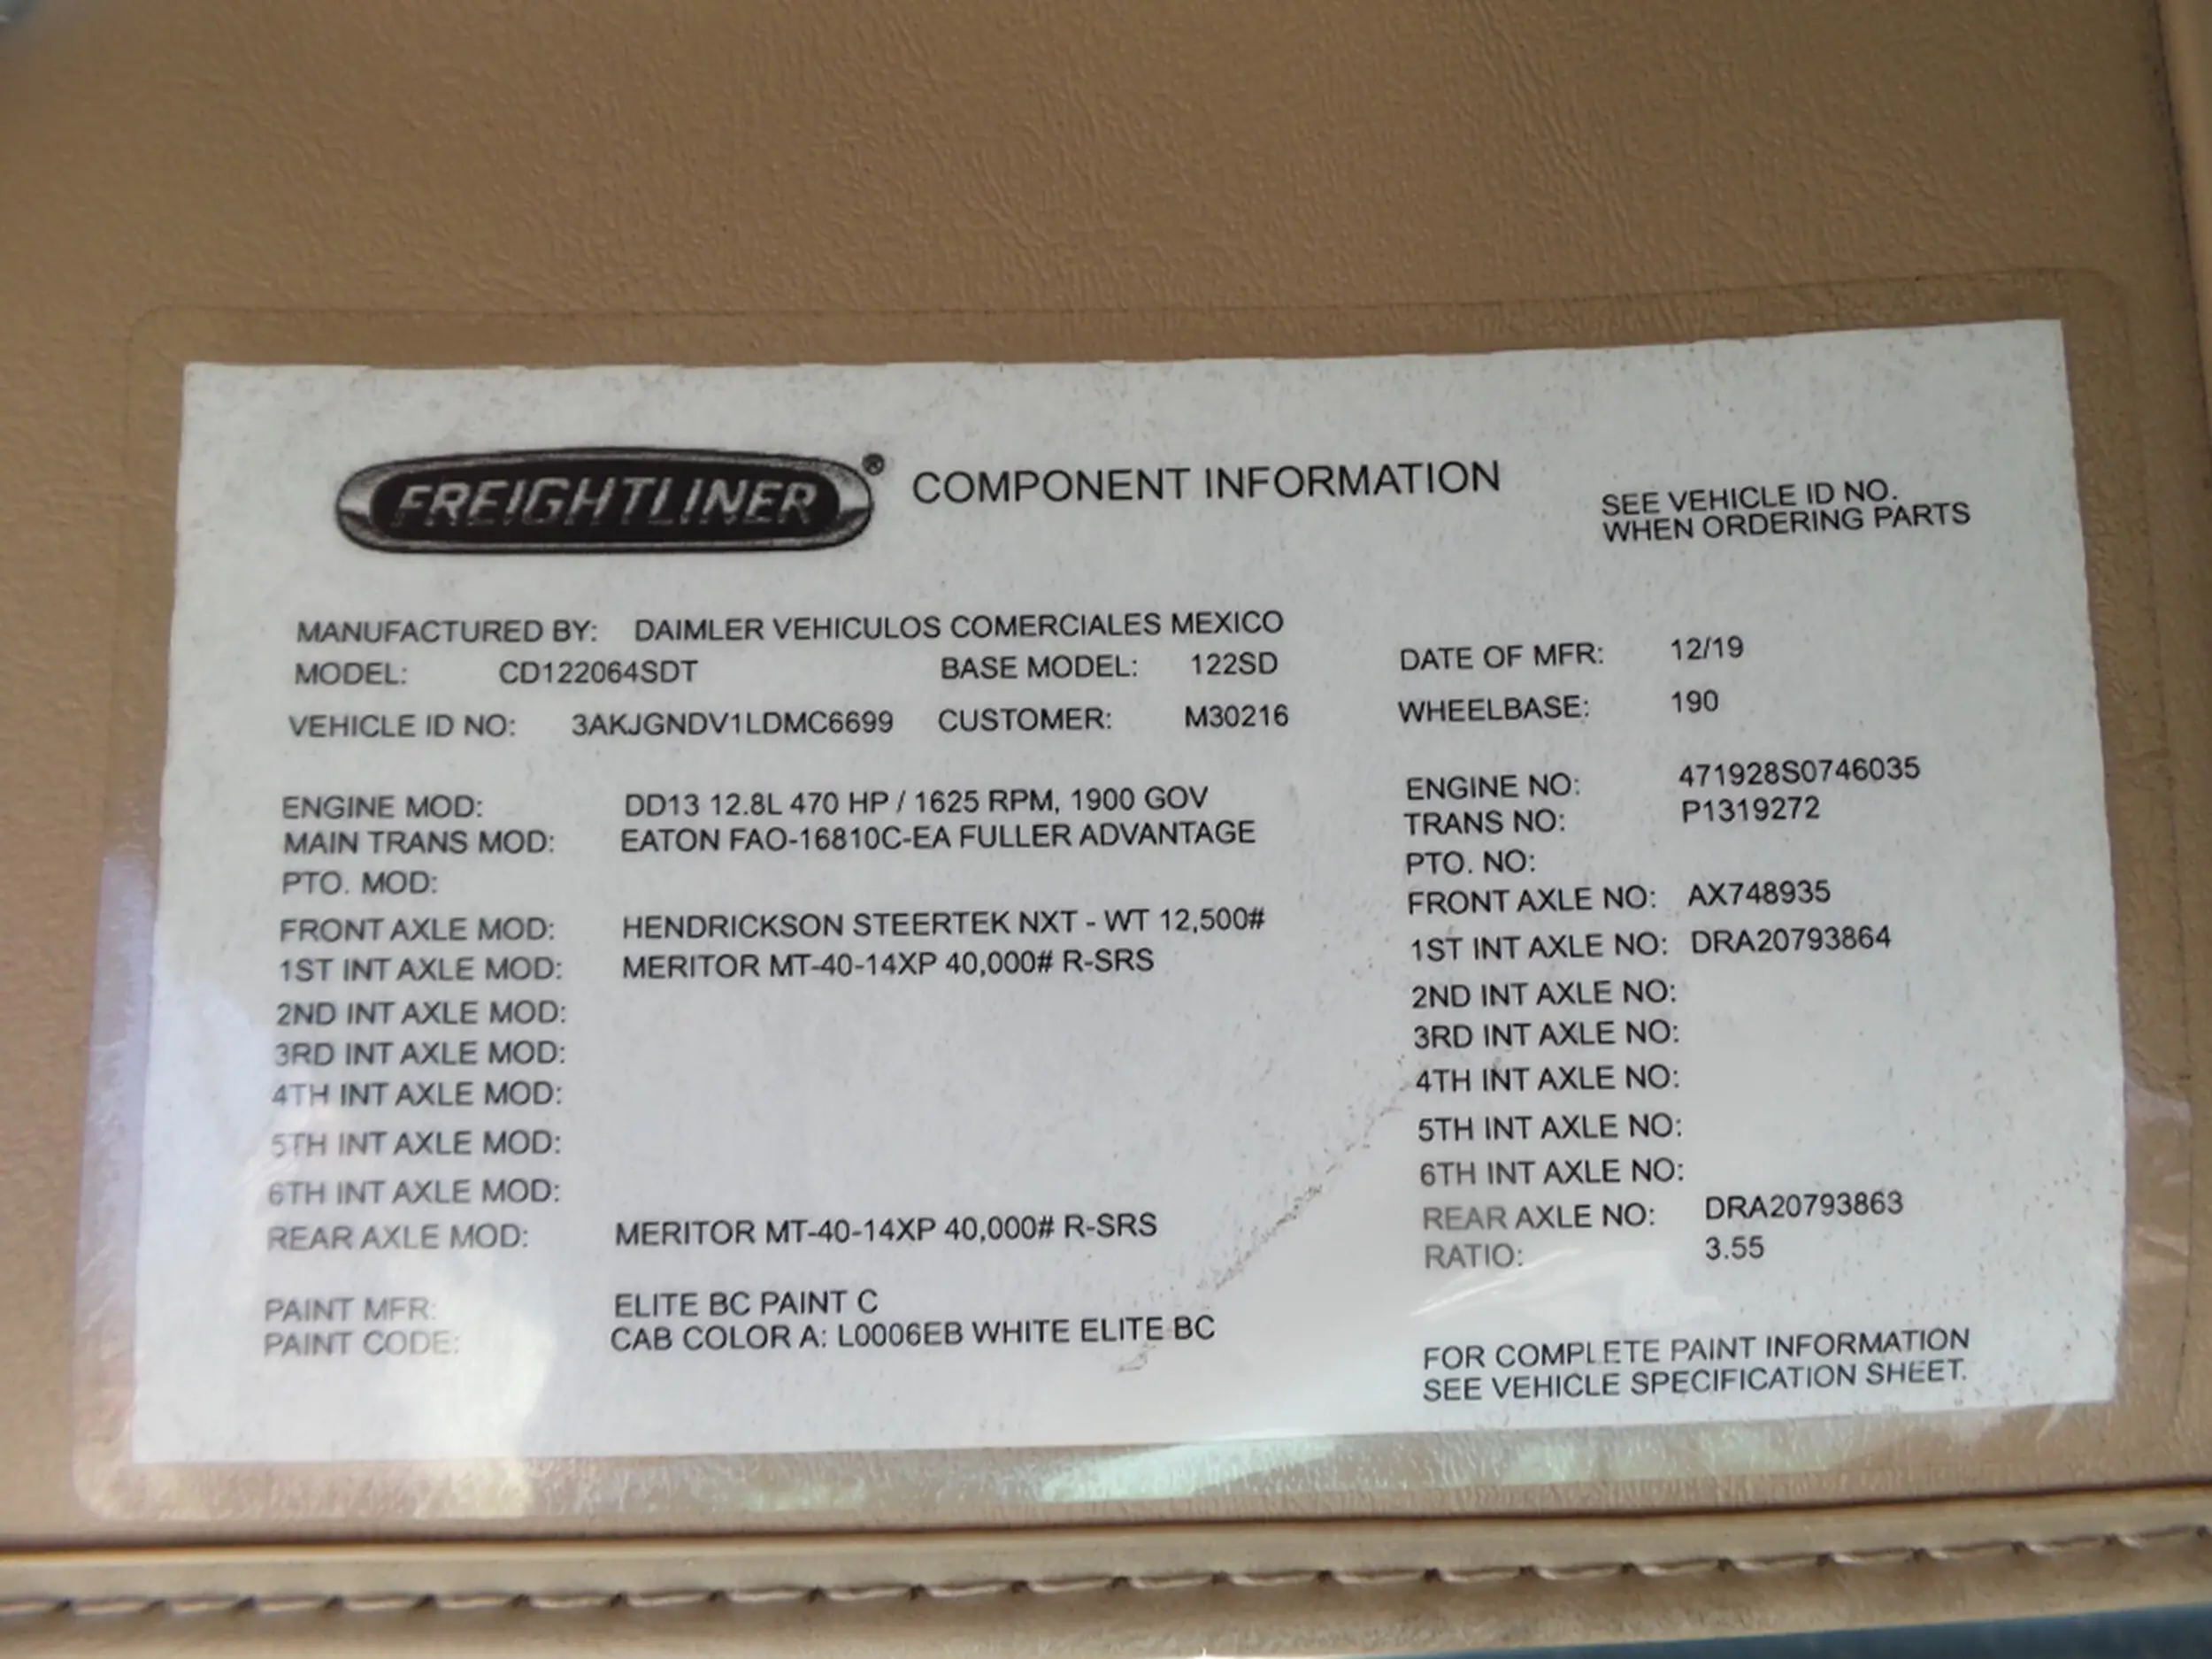 FREIGHTLINER® COMPONENT INFORMATION
SEE VEHICLE ID NO.
WHEN ORDERING PARTS
MANUFACTURED BY: DAIMLER VEHICULOS COMERCIALES MEXICO
DATE OF MFR: 12/19
MODEL: CD122064SDT BASE MODEL: 122SD
WHEELBASE: 190
VEHICLE ID NO: 3AKJGNDV1LDMC6699 CUSTOMER: M30216
ENGINE MOD: DD13 12.8L 470 HP / 1625 RPM, 1900 GOV
ENGINE NO: 471928S0746035
MAIN TRANS MOD: EATON FAO-16810C-EA FULLER ADVANTAGE
TRANS NO: P1319272
PTO. MOD:
PTO. NO:
FRONT AXLE MOD: HENDRICKSON STEERTEK NXT - WT 12,500#
FRONT AXLE NO: AX748935
1ST INT AXLE MOD: MERITOR MT-40-14XP 40,000# R-SRS
1ST INT AXLE NO: DRA20793864
2ND INT AXLE MOD:
2ND INT AXLE NO:
3RD INT AXLE MOD:
3RD INT AXLE NO:
4TH INT AXLE MOD:
4TH INT AXLE NO:
5TH INT AXLE MOD:
5TH INT AXLE NO:
6TH INT AXLE MOD:
6TH INT AXLE NO:
REAR AXLE MOD: MERITOR MT-40-14XP 40,000# R-SRS
REAR AXLE NO: DRA20793863
RATIO: 3.55
PAINT MFR: ELITE BC PAINT C
PAINT CODE: CAB COLOR A: L0006EB WHITE ELITE BC
FOR COMPLETE PAINT INFORMATION
SEE VEHICLE SPECIFICATION SHEET.